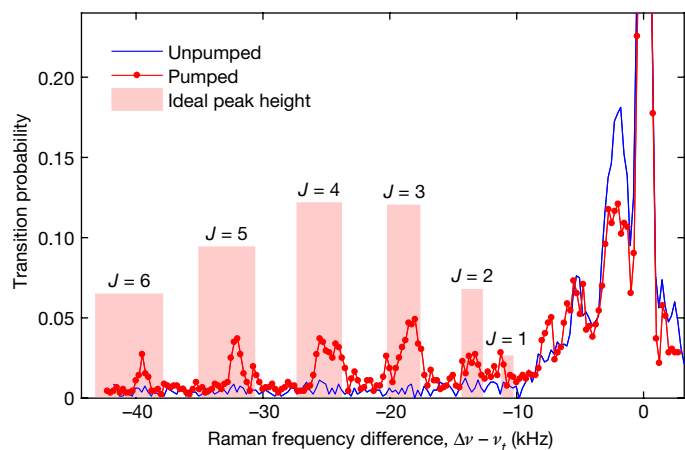 0.20
0.15
0.10
0.05
0
Transition probability
Unpumped
Pumped
Ideal peak height
J = 6
J = 5
J = 4
J = 3
J = 2
J = 1
−40
−30
−20
−10
0
Raman frequency difference, Δν − νt (kHz)